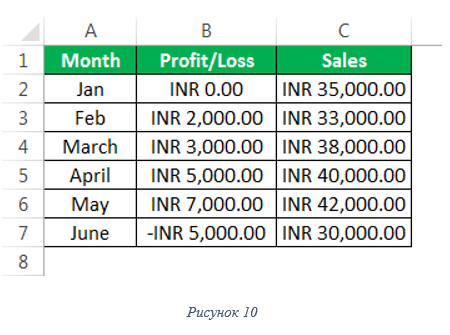 A B C
1 Month Profit/Loss Sales
2 Jan INR 0.00 INR 35,000.00
3 Feb INR 2,000.00 INR 33,000.00
4 March INR 3,000.00 INR 38,000.00
5 April INR 5,000.00 INR 40,000.00
6 May INR 7,000.00 INR 42,000.00
7 June -INR 5,000.00 INR 30,000.00
8
Рисунок 10